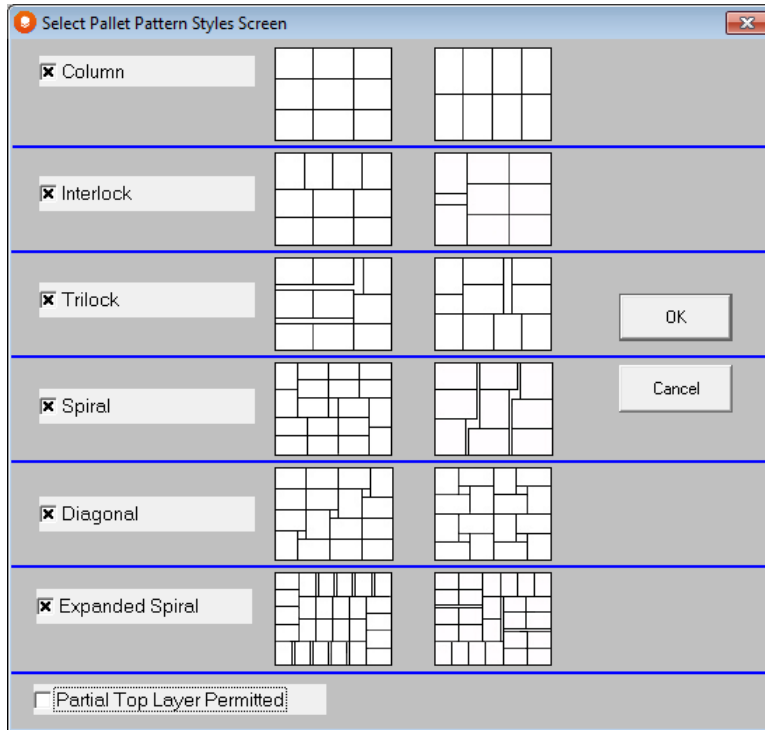 Select Pallet Pattern Styles Screen
Column
Interlock
Trilock
OK
Cancel
Spiral
Diagonal
Expanded Spiral
Partial Top Layer Permitted